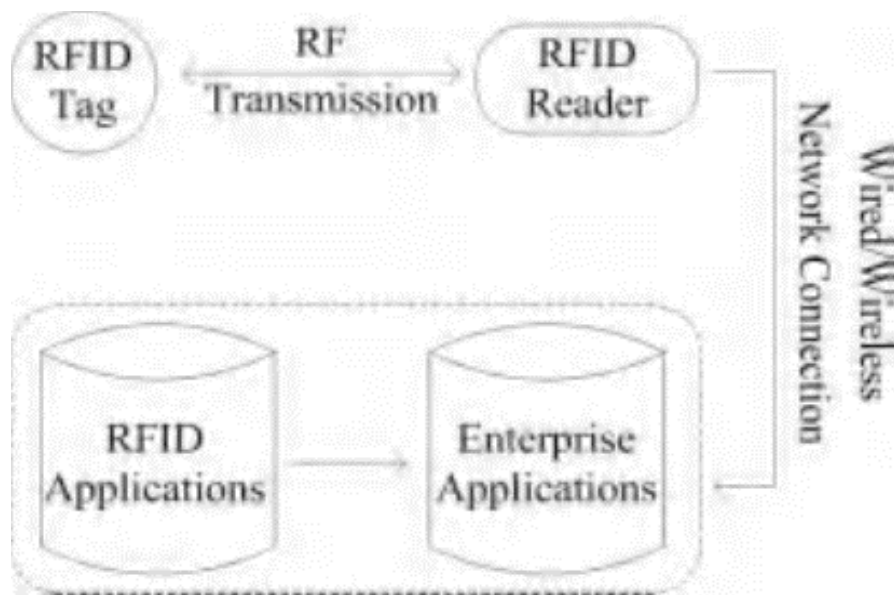 RFID
Tag
RF
Transmission
RFID
Reader
Wired/Wireless
Network Connection
RFID
Applications
Enterprise
Applications